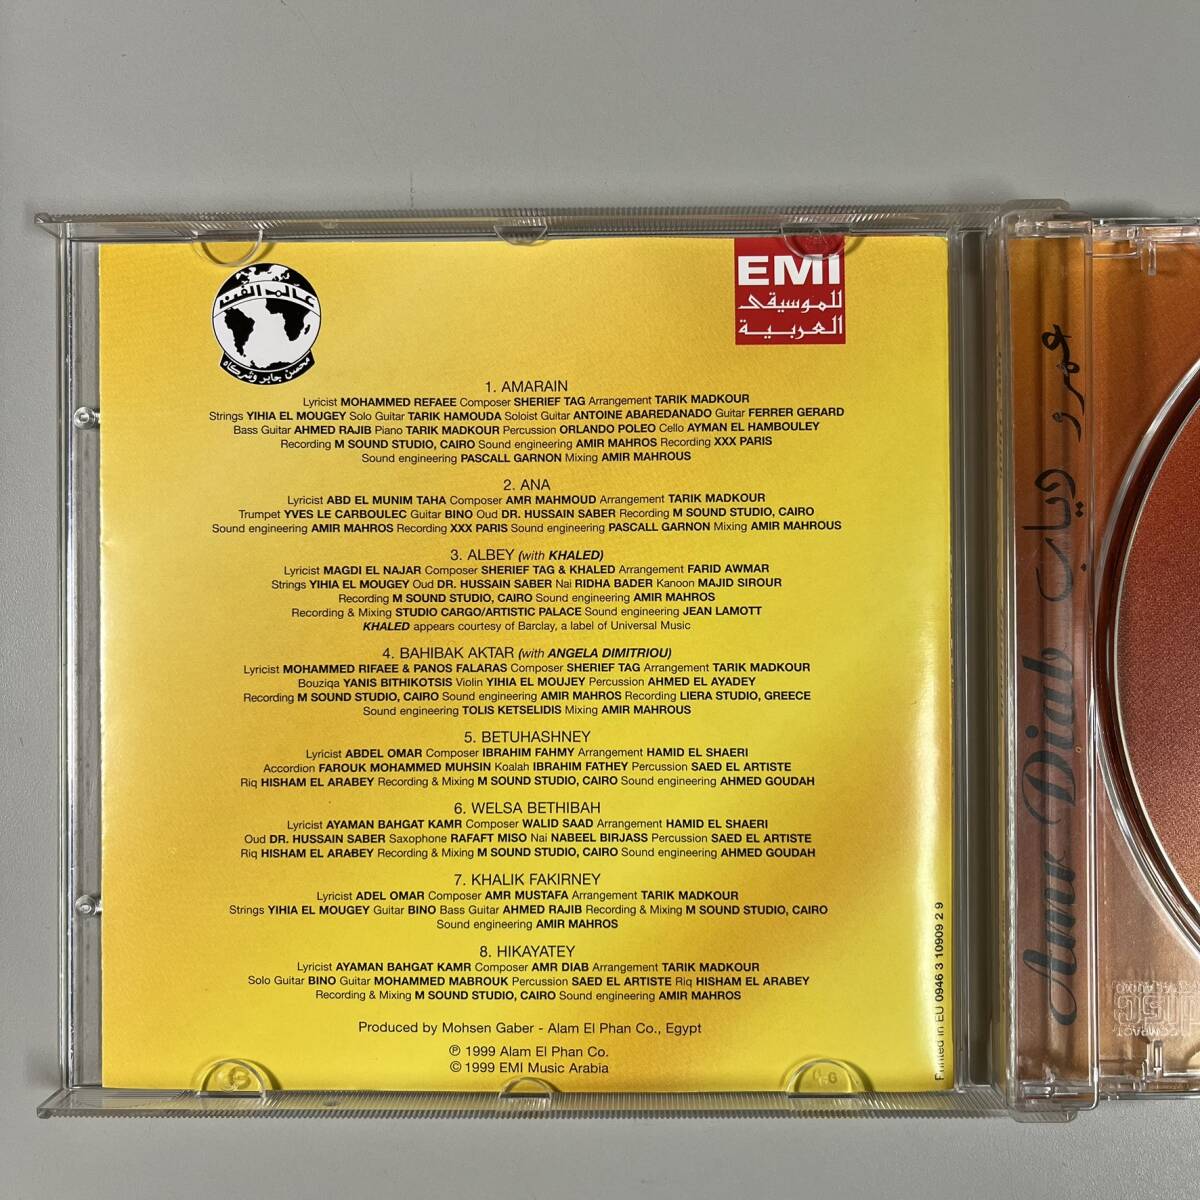 عالم الفن
محسن جابر وشركاه
EMI
للموسيقى
العربية
1. AMARAIN
Lyricist MOHAMMED REFAEE Composer SHERIEF TAG Arrangement TARIK MADKOUR
Strings YIHIA EL MOUGEY Solo Guitar TARIK HAMOUDA Soloist Guitar ANTOINE ABAREDANADO Guitar FERRER GERARD
Bass Guitar AHMED RAJIB Piano TARIK MADKOUR Percussion ORLANDO POLEO Cello AYMAN EL HAMBOULEY
Recording M SOUND STUDIO, CAIRO Sound engineering AMIR MAHROS Recording XXX PARIS
Sound engineering PASCALL GARNON Mixing AMIR MAHROUS
2. ANA
Lyricist ABD EL MUNIM TAHA Composer AMR MAHMOUD Arrangement TARIK MADKOUR
Trumpet YVES LE CARBOULEC Guitar BINO Oud DR. HUSSAIN SABER Recording M SOUND STUDIO, CAIRO
Sound engineering AMIR MAHROS Recording XXX PARIS Sound engineering PASCALL GARNON Mixing AMIR MAHROUS
3. ALBEY (with KHALED)
Lyricist MAGDI EL NAJAR Composer SHERIEF TAG & KHALED Arrangement FARID AWMAR
Strings YIHIA EL MOUGEY Oud DR. HUSSAIN SABER Nai RIDHA BADER Kanoon MAJID SIROUR
Recording M SOUND STUDIO, CAIRO Sound engineering AMIR MAHROS
Recording & Mixing STUDIO CARGO/ARTISTIC PALACE Sound engineering JEAN LAMOTT
KHALED appears courtesy of Barclay, a label of Universal Music
4. BAHIBAK AKTAR (with ANGELA DIMITRIOU)
Lyricist MOHAMMED RIFAEE & PANOS FALARAS Composer SHERIEF TAG Arrangement TARIK MADKOUR
Bouziqa YANIS BITHIKOTSIS Violin YIHIA EL MOUJEY Percussion AHMED EL AYADEY
Recording M SOUND STUDIO, CAIRO Sound engineering AMIR MAHROS Recording LIERA STUDIO, GREECE
Sound engineering TOLIS KETSELIDIS Mixing AMIR MAHROUS
5. BETUHASHNEY
Lyricist ABDEL OMAR Composer IBRAHIM FAHMY Arrangement HAMID EL SHAERI
Accordion FAROUK MOHAMMED MUHSIN Koalah IBRAHIM FATHEY Percussion SAED EL ARTISTE
Riq HISHAM EL ARABEY Recording & Mixing M SOUND STUDIO, CAIRO Sound engineering AHMED GOUDAH
6. WELSA BETHIBAH
Lyricist AYAMAN BAHGAT KAMR Composer WALID SAAD Arrangement HAMID EL SHAERI
Oud DR. HUSSAIN SABER Saxophone RAFAFT MISO Nai NABEEL BIRJASS Percussion SAED EL ARTISTE
Riq HISHAM EL ARABEY Recording & Mixing M SOUND STUDIO, CAIRO Sound engineering AHMED GOUDAH
7. KHALIK FAKIRNEY
Lyricist ADEL OMAR Composer AMR MUSTAFA Arrangement TARIK MADKOUR
Strings YIHIA EL MOUGEY Guitar BINO Bass Guitar AHMED RAJIB Recording & Mixing M SOUND STUDIO, CAIRO
Sound engineering AMIR MAHROS
8. HIKAYATEY
Lyricist AYAMAN BAHGAT KAMR Composer AMR DIAB Arrangement TARIK MADKOUR
Solo Guitar BINO Guitar MOHAMMED MABROUK Percussion SAED EL ARTISTE Riq HISHAM EL ARABEY
Recording & Mixing M SOUND STUDIO, CAIRO Sound engineering AMIR MAHROS
Produced by Mohsen Gaber - Alam El Phan Co., Egypt
℗ 1999 Alam El Phan Co.
© 1999 EMI Music Arabia
Printed in EU 0946 3 10909 2 9
Amr Diab عمرو دياب